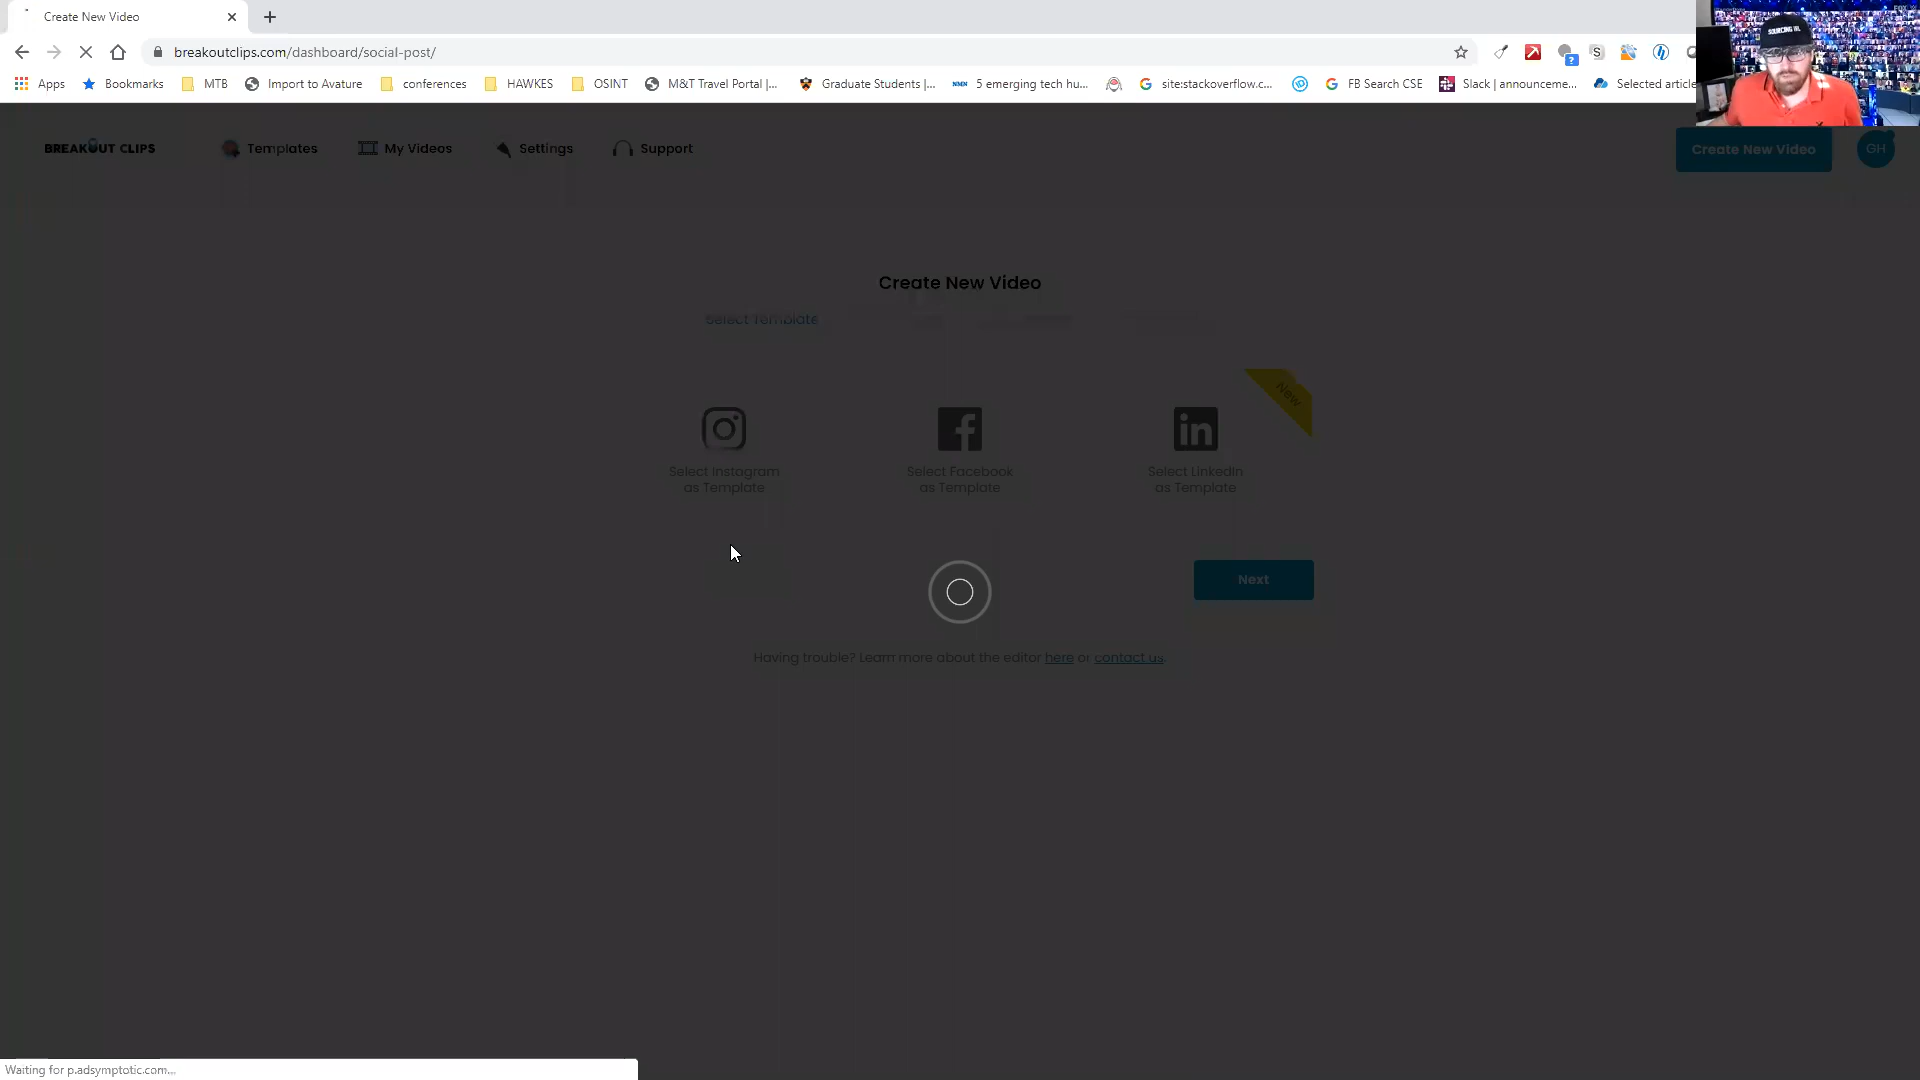 Create New Video
breakoutclips.com/dashboard/social-post/
Apps
Bookmarks
MTB
Import to Avature
conferences
HAWKES
OSINT
M&T Travel Portal |...
Graduate Students |...
5 emerging tech hu...
site:stackoverflow.c...
FB Search CSE
Slack | announceme...
Selected article
SOURCING IRL
BREAKOUT CLIPS
Templates
My Videos
Settings
Support
Create New Video
GH
Create New Video
Select Template
New
Select Instagram
as Template
Select Facebook
as Template
Select LinkedIn
as Template
Next
Having trouble? Learn more about the editor here or contact us.
Waiting for p.adsymptotic.com...